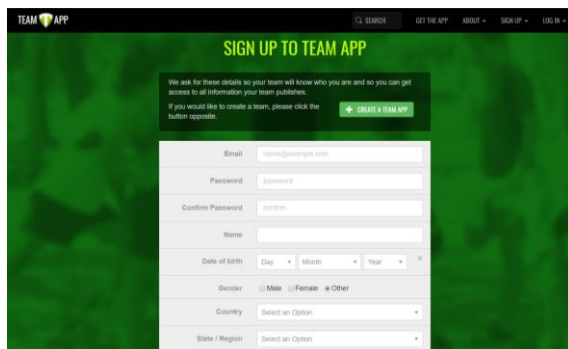 TEAM APP
SEARCH
GET THE APP
ABOUT
SIGN UP
LOG IN
SIGN UP TO TEAM APP
We ask for these details so your team will know who you are and so you can get
access to all information your team publishes.
If you would like to create a team, please click the
button opposite.
+ CREATE A TEAM APP
Email name@example.com
Password password
Confirm Password confirm
Name
Date of birth Day Month Year
Gender Male Female Other
Country Select an Option
State / Region Select an Option